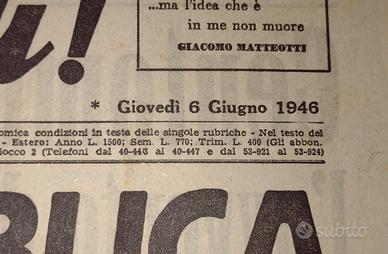 ...ma l'idea che è
in me non muore
GIACOMO MATTEOTTI
i!
* Giovedì 6 Giugno 1946
omica condizioni in testa delle singole rubriche - Nel testo del
- Estero: Anno L. 1500; Sem. L. 770; Trim. L. 400 (Gli abbon.
locco 2 (Telefoni dal 40-443 al 40-447 e dal 53-921 al 53-924)
BLICA
subito